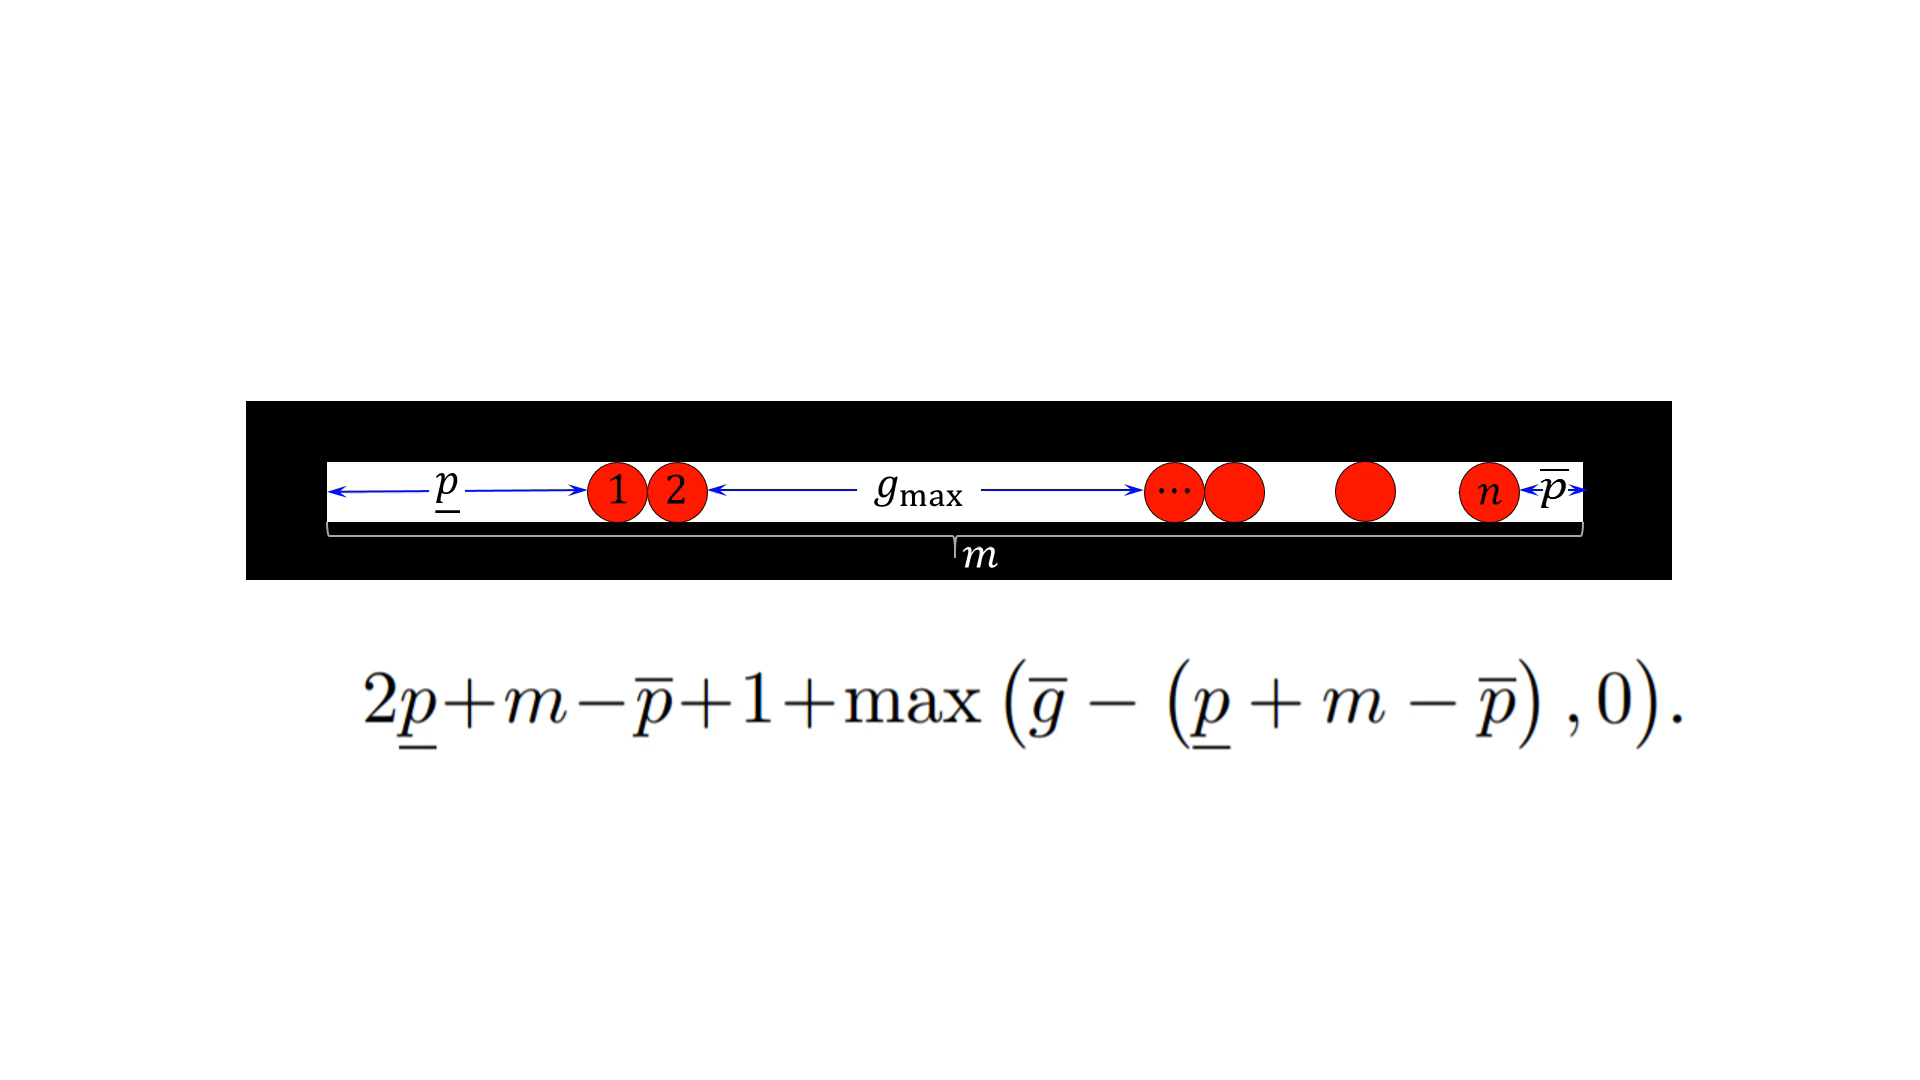 p̲ 1 2 g_max ⋯ n p̅
m
2p̲+m−p̅+1+max (g̅ − (p̲ + m − p̅) , 0).